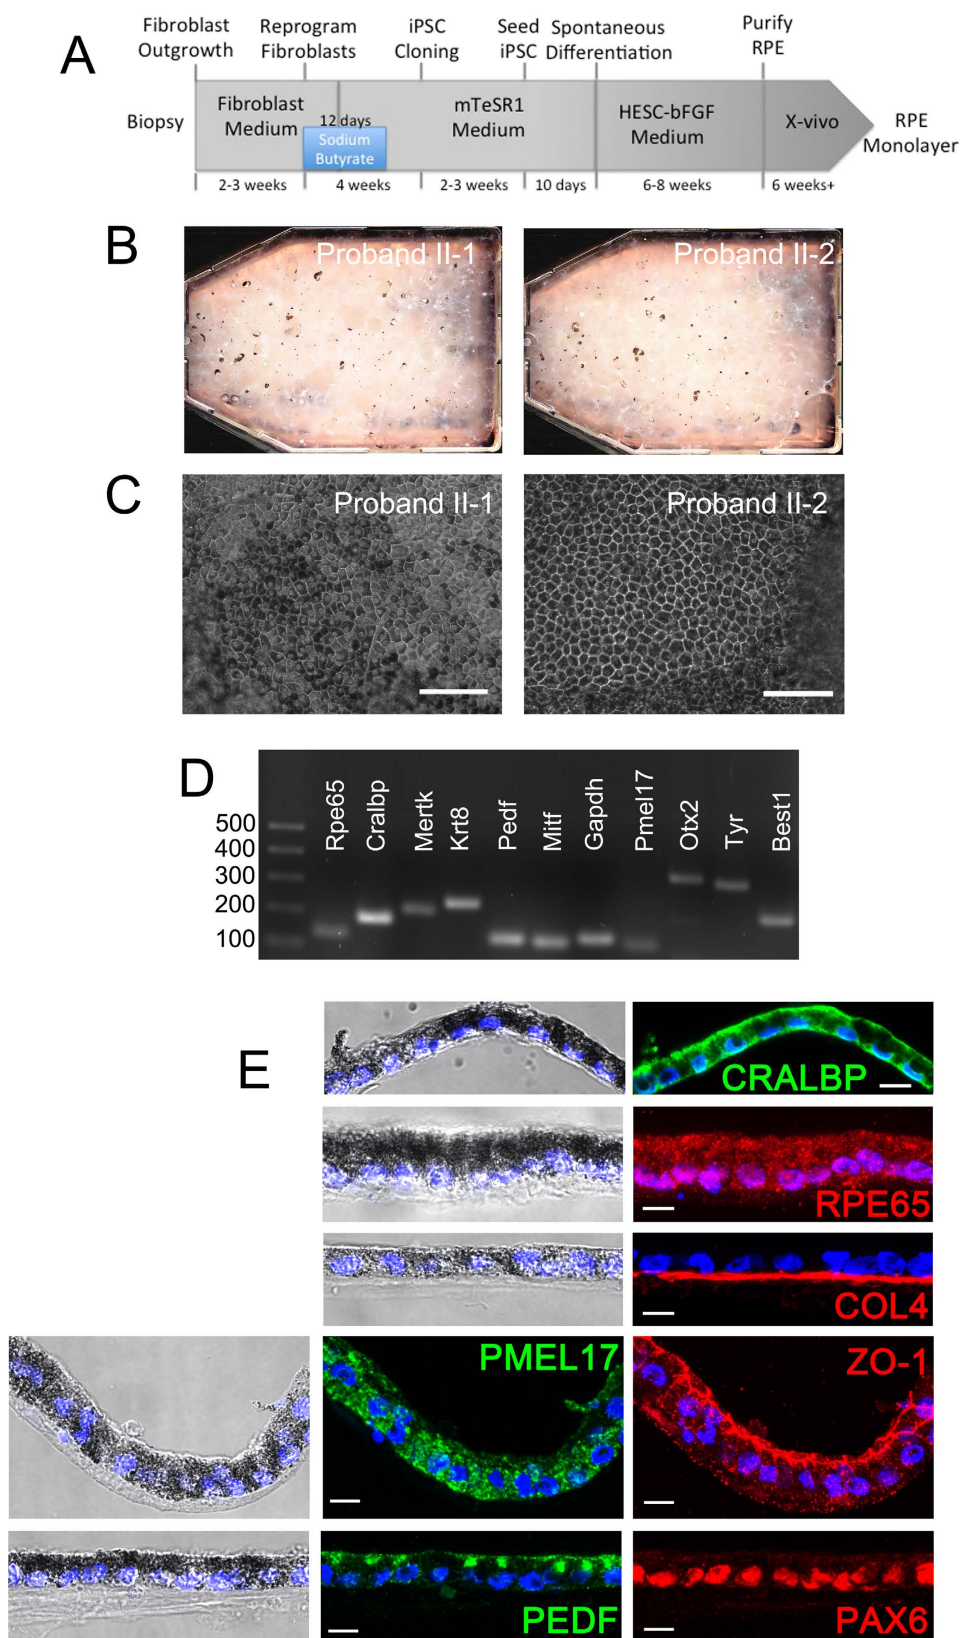 A
Fibroblast Outgrowth
Reprogram Fibroblasts
iPSC Cloning
Seed iPSC
Spontaneous Differentiation
Purify RPE
Biopsy
Fibroblast Medium
12 days
Sodium Butyrate
mTeSR1 Medium
HESC-bFGF Medium
X-vivo
RPE Monolayer
2-3 weeks
4 weeks
2-3 weeks
10 days
6-8 weeks
6 weeks+
B
Proband II-1
Proband II-2
C
Proband II-1
Proband II-2
D
500
400
300
200
100
Rpe65
Cralbp
Mertk
Krt8
Pedf
Mitf
Gapdh
Pmel17
Otx2
Tyr
Best1
E
CRALBP
RPE65
COL4
PMEL17
ZO-1
PEDF
PAX6